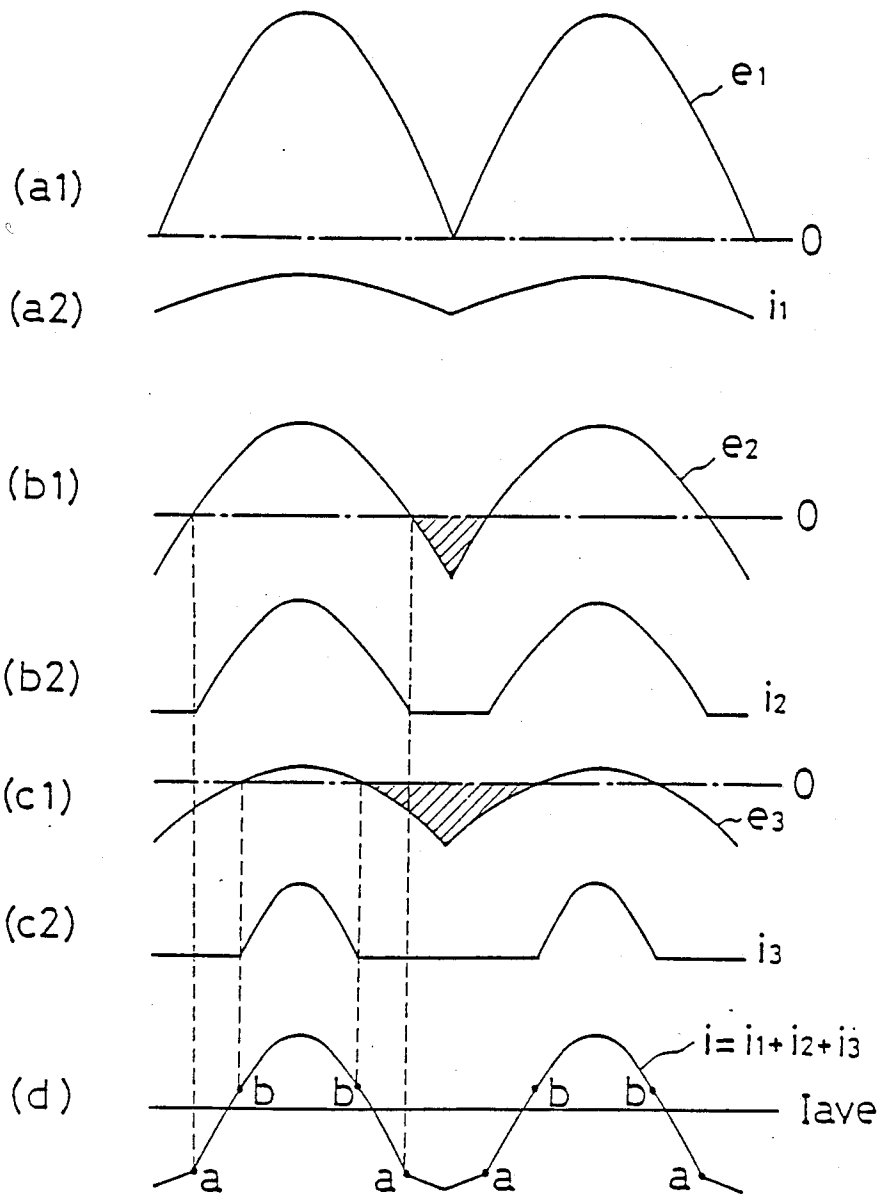 e1
(a1)
0
(a2)
i1
(b1)
e2
0
(b2)
i2
(c1)
0
e3
(c2)
i3
(d)
i=i1+i2+i3
b b b b
Iave
a a a a